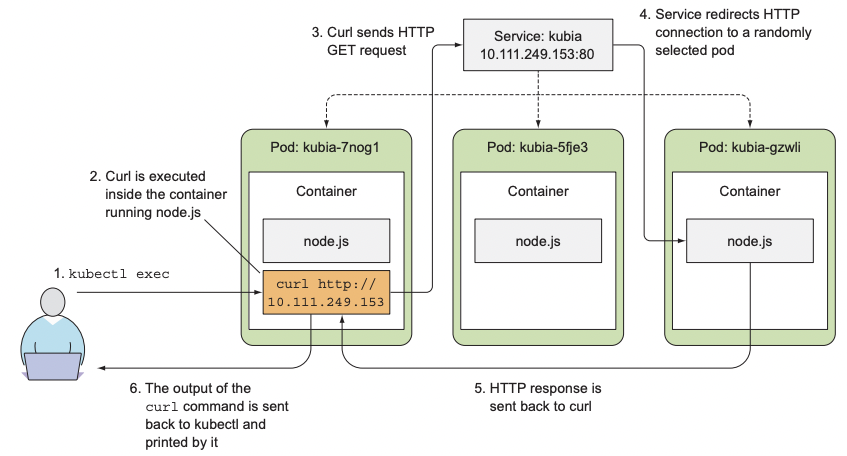 3. Curl sends HTTP
GET request
Service: kubia
10.111.249.153:80
4. Service redirects HTTP
connection to a randomly
selected pod
Pod: kubia-7nog1
Pod: kubia-5fje3
Pod: kubia-gzwli
2. Curl is executed
inside the container
running node.js
Container
Container
Container
node.js
node.js
node.js
1. kubectl exec
curl http://
10.111.249.153
6. The output of the
curl command is sent
back to kubectl and
printed by it
5. HTTP response is
sent back to curl